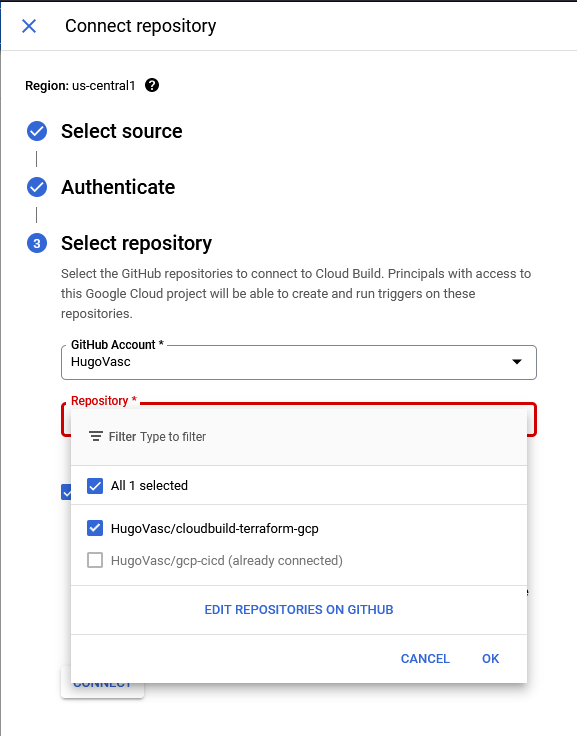 Connect repository
Region: us-central1 ?
Select source
Authenticate
3 Select repository
Select the GitHub repositories to connect to Cloud Build. Principals with access to
this Google Cloud project will be able to create and run triggers on these
repositories.
GitHub Account *
HugoVasc
Repository *
Filter Type to filter
All 1 selected
HugoVasc/cloudbuild-terraform-gcp
HugoVasc/gcp-cicd (already connected)
EDIT REPOSITORIES ON GITHUB
CANCEL OK
CONNECT